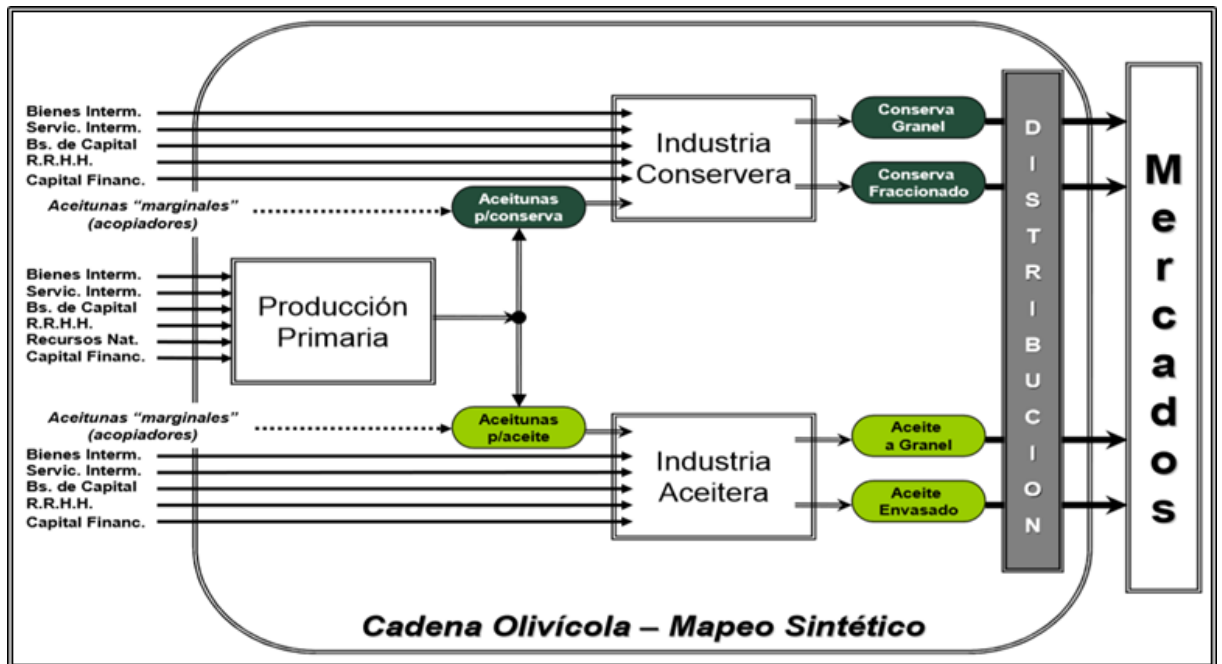 Bienes Interm.
Servic. Interm.
Bs. de Capital
R.R.H.H.
Capital Financ.
Aceitunas “marginales”
(acopiadores)
Aceitunas
p/conserva
Industria
Conservera
Conserva
Granel
Conserva
Fraccionado
Bienes Interm.
Servic. Interm.
Bs. de Capital
R.R.H.H.
Recursos Nat.
Capital Financ.
Producción
Primaria
Aceitunas “marginales”
(acopiadores)
Aceitunas
p/aceite
Bienes Interm.
Servic. Interm.
Bs. de Capital
R.R.H.H.
Capital Financ.
Industria
Aceitera
Aceite
a Granel
Aceite
Envasado
DISTRIBUCION
Mercados
Cadena Olivícola – Mapeo Sintético